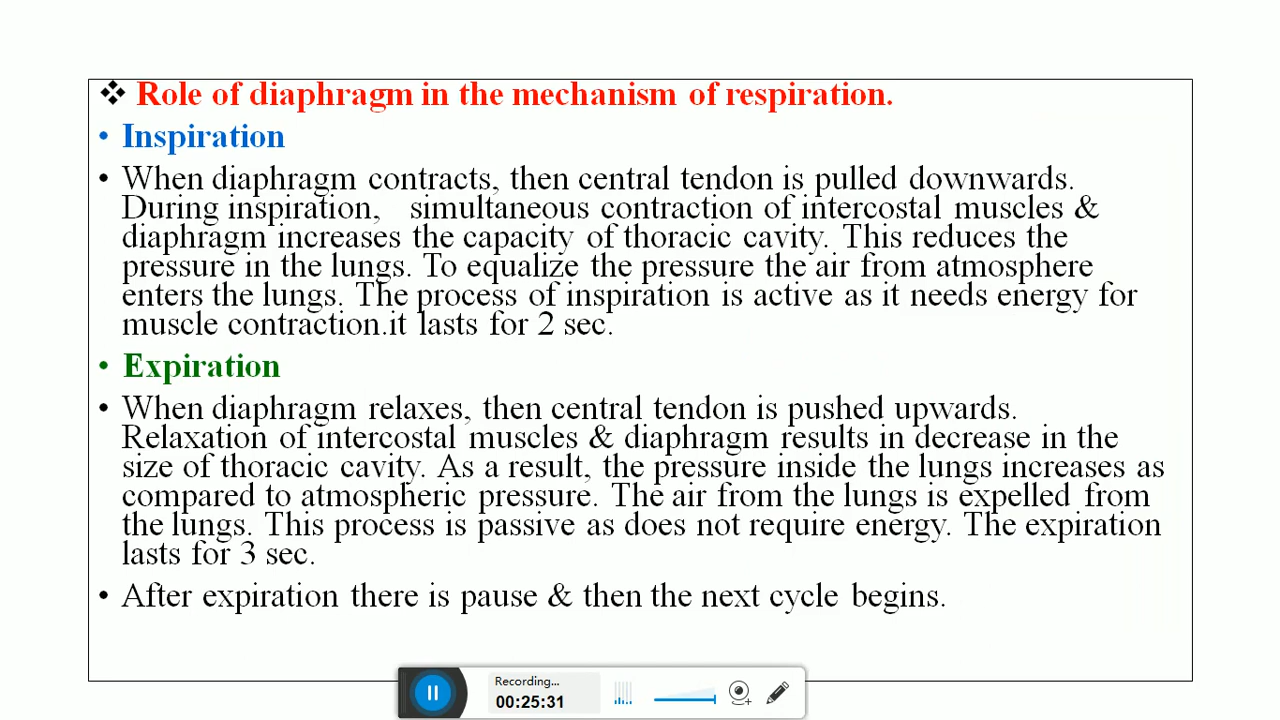 ❖ Role of diaphragm in the mechanism of respiration.
• Inspiration
• When diaphragm contracts, then central tendon is pulled downwards.
During inspiration, simultaneous contraction of intercostal muscles &
diaphragm increases the capacity of thoracic cavity. This reduces the
pressure in the lungs. To equalize the pressure the air from atmosphere
enters the lungs. The process of inspiration is active as it needs energy for
muscle contraction.it lasts for 2 sec.
• Expiration
• When diaphragm relaxes, then central tendon is pushed upwards.
Relaxation of intercostal muscles & diaphragm results in decrease in the
size of thoracic cavity. As a result, the pressure inside the lungs increases as
compared to atmospheric pressure. The air from the lungs is expelled from
the lungs. This process is passive as does not require energy. The expiration
lasts for 3 sec.
• After expiration there is pause & then the next cycle begins.
Recording...
00:25:31